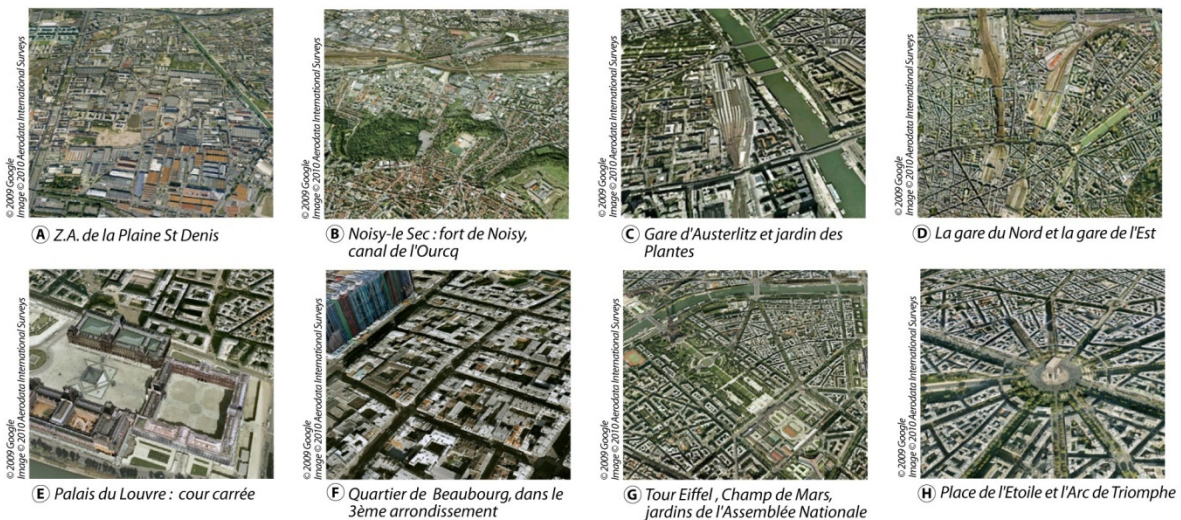 © 2009 Google
Image © 2010 Aerodata International Surveys
© 2009 Google
Image © 2010 Aerodata International Surveys
© 2009 Google
Image © 2010 Aerodata International Surveys
© 2009 Google
Image © 2010 Aerodata International Surveys
A Z.A. de la Plaine St Denis
B Noisy-le Sec : fort de Noisy,
canal de l'Ourcq
C Gare d'Austerlitz et jardin des
Plantes
D La gare du Nord et la gare de l'Est
© 2009 Google
Image © 2010 Aerodata International Surveys
© 2009 Google
Image © 2010 Aerodata International Surveys
© 2009 Google
Image © 2010 Aerodata International Surveys
© 2009 Google
Image © 2010 Aerodata International Surveys
E Palais du Louvre : cour carrée
F Quartier de Beaubourg, dans le
3ème arrondissement
G Tour Eiffel , Champ de Mars,
jardins de l'Assemblée Nationale
H Place de l'Etoile et l'Arc de Triomphe